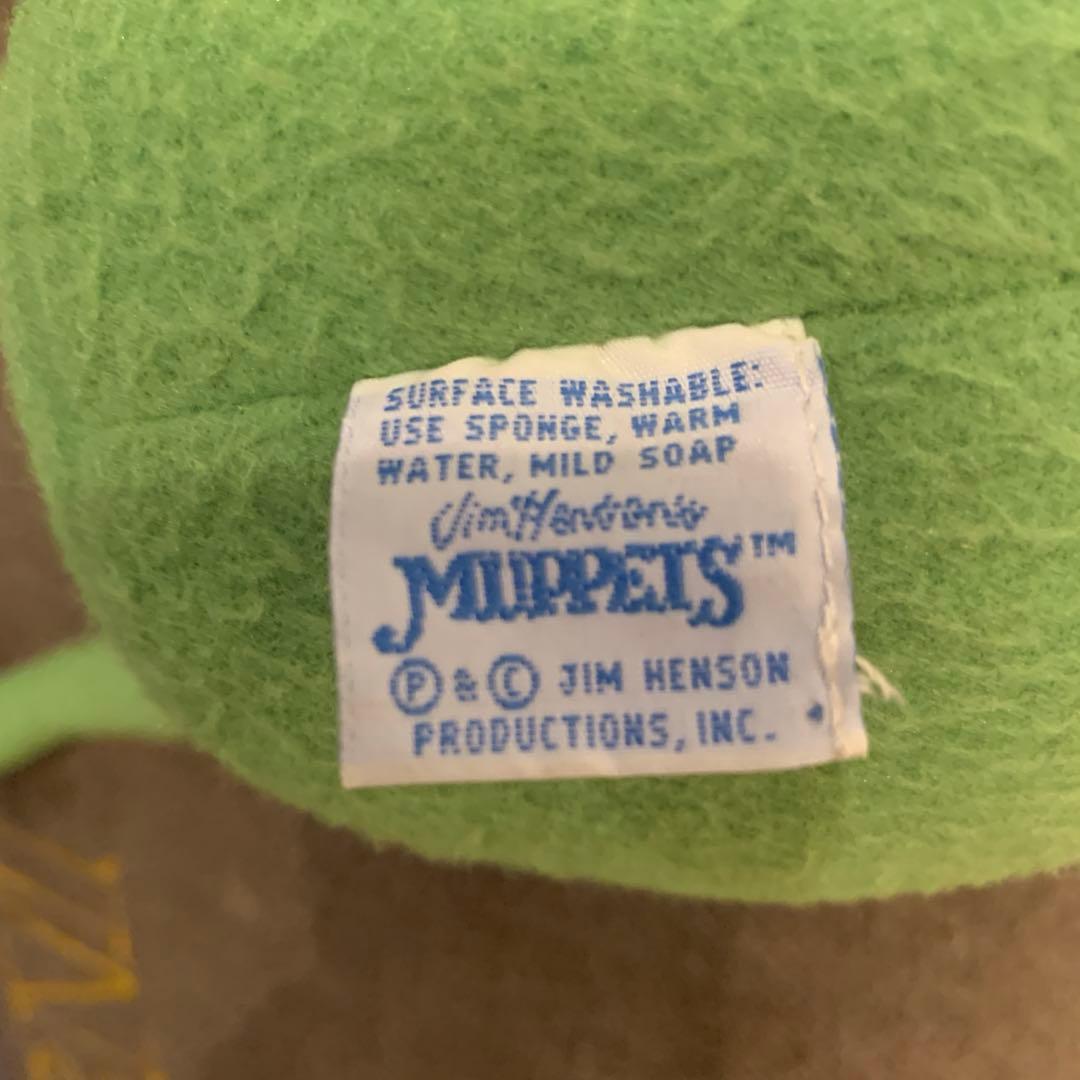 SURFACE WASHABLE:
USE SPONGE, WARM
WATER, MILD SOAP
Jim Henson's
MUPPETS™
Ⓟ & © JIM HENSON
PRODUCTIONS, INC.